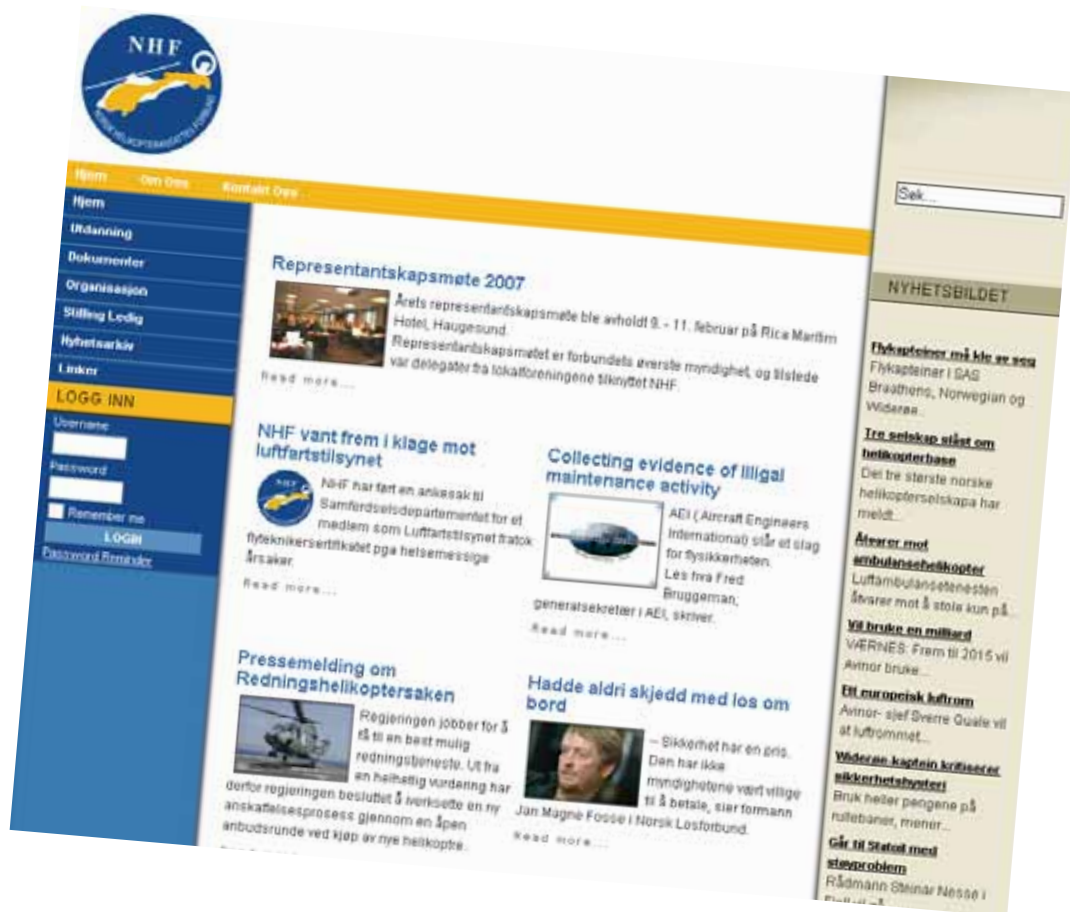 NHF
NORSK HELIKOPTERANSATTES FORBUND
Hjem Om Oss Kontakt Oss
Søk...
Hjem
Utdanning
Dokumenter
Organisasjon
Stilling Ledig
Nyhetsarkiv
Linker
LOGG INN
Username
Password
Remember me
LOGIN
Password Reminder
Representantskapsmøte 2007
Årets representantskapsmøte ble avholdt 9. - 11. februar på Rica Maritim
Hotel, Haugesund.
Representantskapsmøtet er forbundets øverste myndighet, og tilstede
var delegater fra lokalforeningene tilknyttet NHF.
Read more...
NHF vant frem i klage mot
luftfartstilsynet
NHF har ført en ankesak til
Samferdselsdepartementet for et
medlem som Luftfartstilsynet fratok
flyteknikersertifikatet pga helsemessige
årsaker.
Read more...
Collecting evidence of illigal
maintenance activity
AEI ( Aircraft Engineers
International) slår et slag
for flysikkerheten.
Les hva Fred
Bruggeman,
generalsekretær i AEI, skriver.
Read more...
Pressemelding om
Redningshelikoptersaken
Regjeringen jobber for å
få til en best mulig
redningstjeneste. Ut fra
en helhetlig vurdering har
derfor regjeringen besluttet å iverksette en ny
anskaffelsesprosess gjennom en åpen
anbudsrunde ved kjøp av nye helikoptre.
Hadde aldri skjedd med los om
bord
– Sikkerhet har en pris.
Den har ikke
myndighetene vært villige
til å betale, sier formann
Jan Magne Fosse i Norsk Losforbund.
Read more...
NYHETSBILDET
Flykapteiner må kle av seg
Flykapteiner i SAS
Braathens, Norwegian og
Widerøe...
Tre selskap slåst om
helikopterbase
Dei tre største norske
helikopterselskapa har
meldt...
Åtvarer mot
ambulansehelikopter
Luftambulansetenesten
åtvarer mot å stole kun på...
Vil bruke en milliard
VÆRNES: Frem til 2015 vil
Avinor bruke...
Ett europeisk luftrom
Avinor- sjef Sverre Quale vil
at luftrommet...
Widerøe-kaptein kritiserer
sikkerhetshysteri
Bruk heller pengene på
rullebaner, mener...
Går til Statoil med
støyproblem
Rådmann Steinar Nesse i